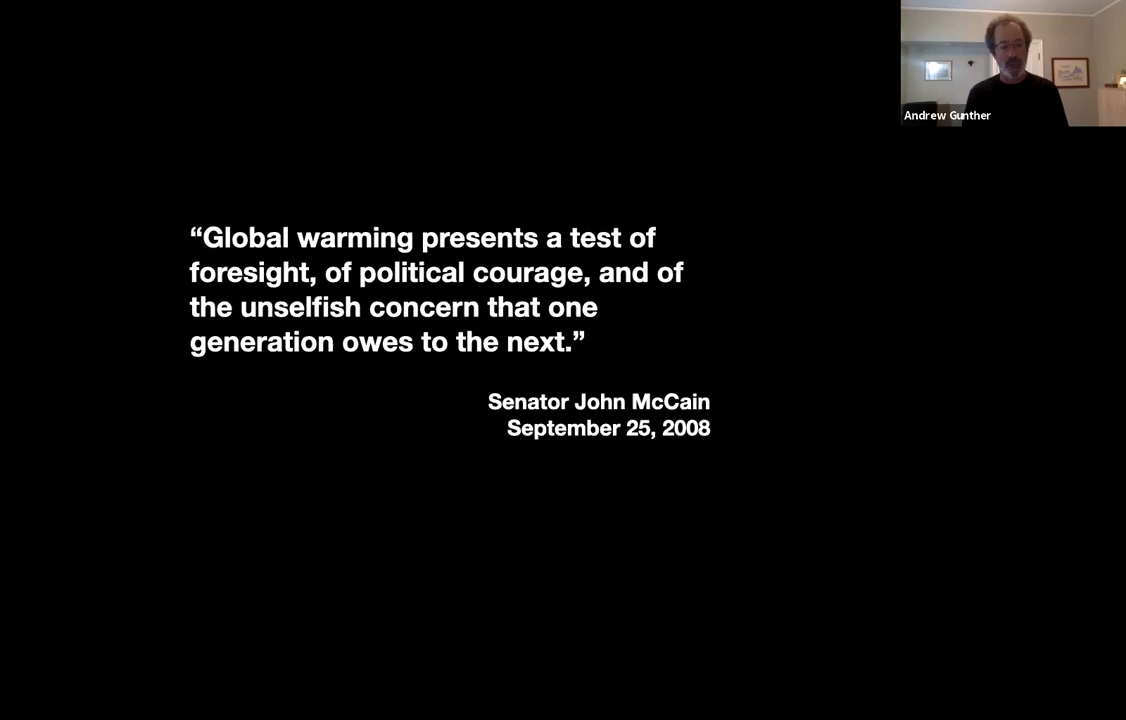 Andrew Gunther
“Global warming presents a test of
foresight, of political courage, and of
the unselfish concern that one
generation owes to the next.”
Senator John McCain
September 25, 2008